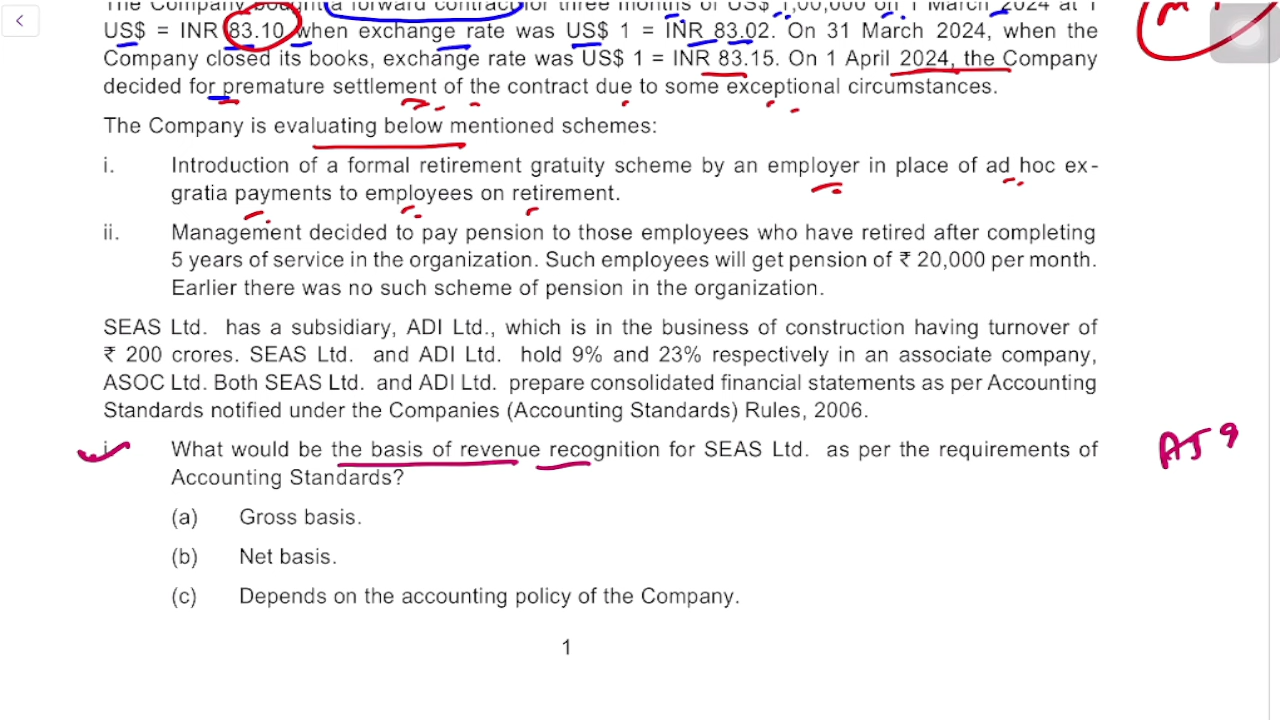 The Company bought a forward contract for three months of US$ 1,00,000 on 1 March 2024 at 1
US$ = INR 83.10 when exchange rate was US$ 1 = INR 83.02. On 31 March 2024, when the
Company closed its books, exchange rate was US$ 1 = INR 83.15. On 1 April 2024, the Company
decided for premature settlement of the contract due to some exceptional circumstances.
The Company is evaluating below mentioned schemes:
i. Introduction of a formal retirement gratuity scheme by an employer in place of ad hoc ex-
gratia payments to employees on retirement.
ii. Management decided to pay pension to those employees who have retired after completing
5 years of service in the organization. Such employees will get pension of ₹ 20,000 per month.
Earlier there was no such scheme of pension in the organization.
SEAS Ltd. has a subsidiary, ADI Ltd., which is in the business of construction having turnover of
₹ 200 crores. SEAS Ltd. and ADI Ltd. hold 9% and 23% respectively in an associate company,
ASOC Ltd. Both SEAS Ltd. and ADI Ltd. prepare consolidated financial statements as per Accounting
Standards notified under the Companies (Accounting Standards) Rules, 2006.
i. What would be the basis of revenue recognition for SEAS Ltd. as per the requirements of
AS 9
Accounting Standards?
(a) Gross basis.
(b) Net basis.
(c) Depends on the accounting policy of the Company.
1